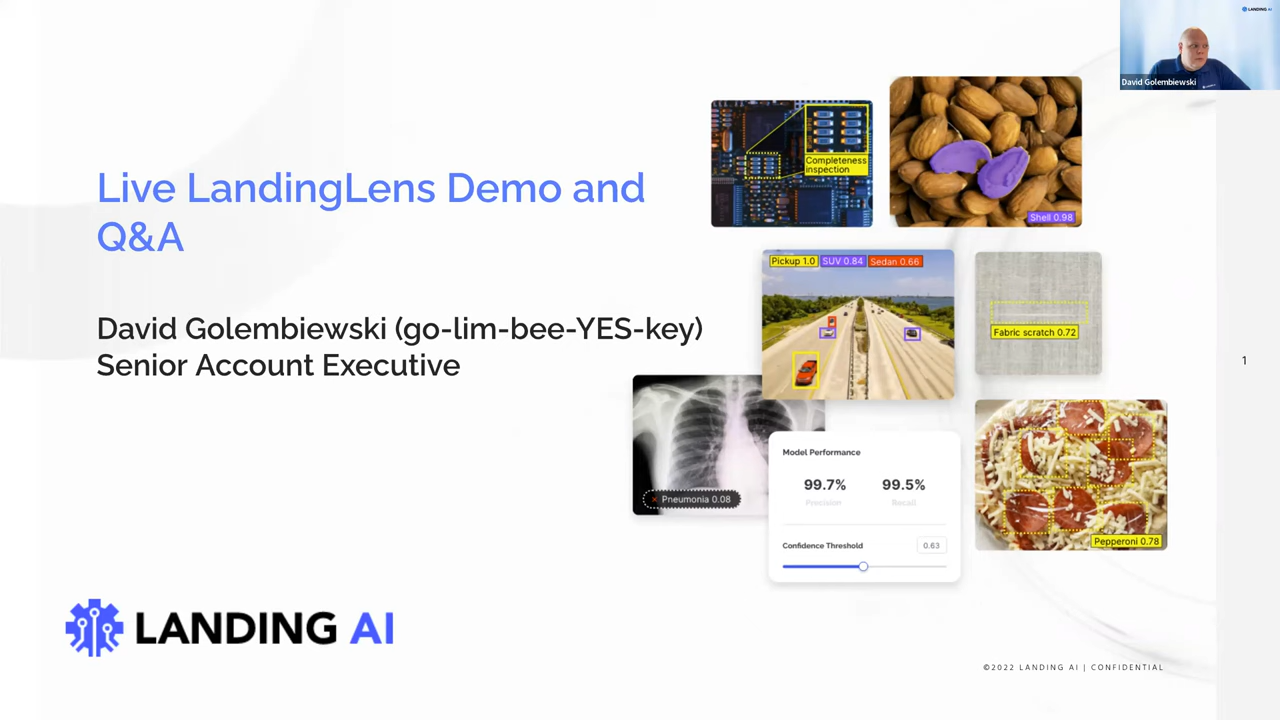 LANDING AI
David Golembiewski
Live LandingLens Demo and
Q&A
David Golembiewski (go-lim-bee-YES-key)
Senior Account Executive
Completeness
inspection
Shell 0.98
Pickup 1.0
SUV 0.84
Sedan 0.66
Fabric scratch 0.72
1
Pneumonia 0.08
Model Performance
99.7%
99.5%
Precision
Recall
Confidence Threshold
0.63
Pepperoni 0.78
LANDING AI
©2022 LANDING AI | CONFIDENTIAL